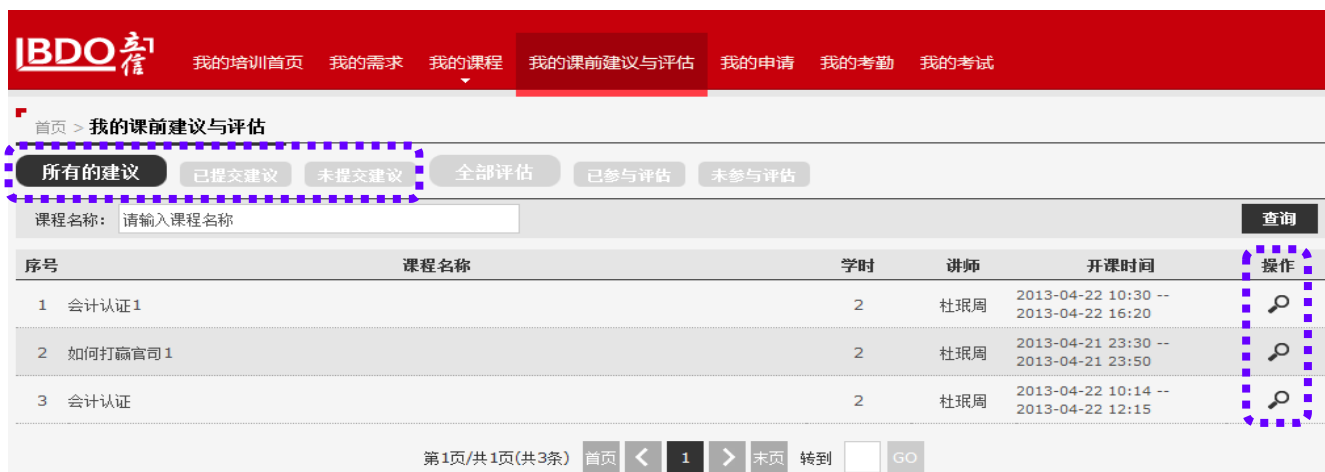 IBDO立信
我的培训首页 我的需求 我的课程 我的课前建议与评估 我的申请 我的考勤 我的考试
首页 > 我的课前建议与评估
所有的建议 已提交建议 未提交建议 全部评估 已参与评估 未参与评估
课程名称: 请输入课程名称 查询
序号 课程名称 学时 讲师 开课时间 操作
1 会计认证1 2 杜珉周 2013-04-22 10:30 --
2013-04-22 16:20
2 如何打赢官司1 2 杜珉周 2013-04-21 23:30 --
2013-04-21 23:50
3 会计认证 2 杜珉周 2013-04-22 10:14 --
2013-04-22 12:15
第1页/共1页(共3条) 首页 1 末页 转到 GO